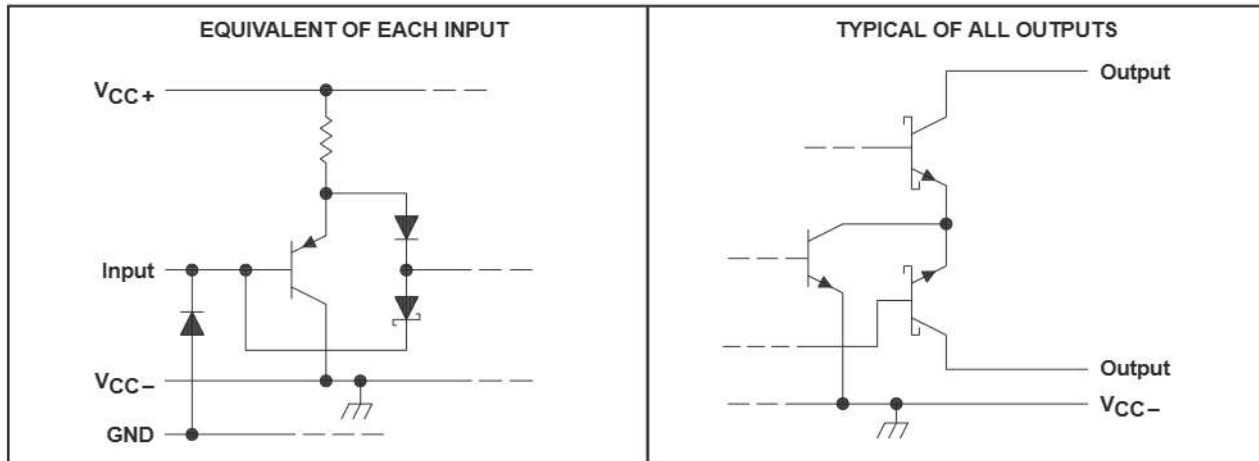 EQUIVALENT OF EACH INPUT
VCC+
Input
VCC–
GND
TYPICAL OF ALL OUTPUTS
Output
Output
VCC–